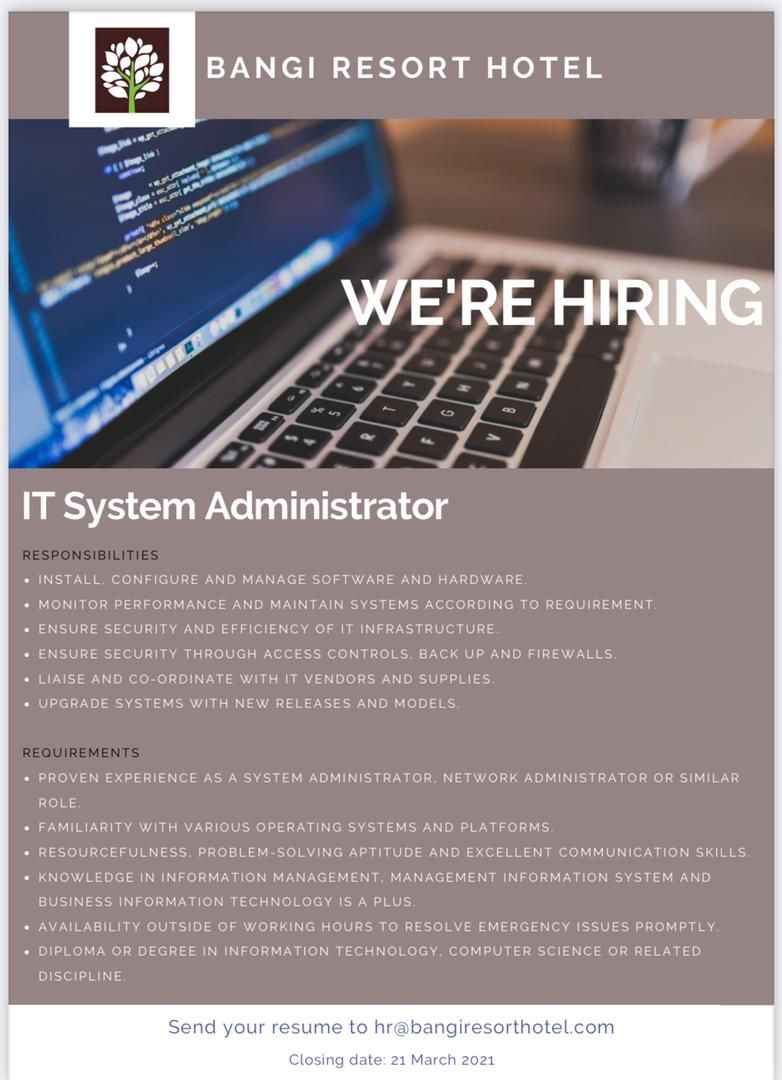 BANGI RESORT HOTEL
WE'RE HIRING
IT System Administrator
RESPONSIBILITIES
• INSTALL, CONFIGURE AND MANAGE SOFTWARE AND HARDWARE.
• MONITOR PERFORMANCE AND MAINTAIN SYSTEMS ACCORDING TO REQUIREMENT.
• ENSURE SECURITY AND EFFICIENCY OF IT INFRASTRUCTURE.
• ENSURE SECURITY THROUGH ACCESS CONTROLS, BACK UP AND FIREWALLS.
• LIAISE AND CO-ORDINATE WITH IT VENDORS AND SUPPLIES.
• UPGRADE SYSTEMS WITH NEW RELEASES AND MODELS.
REQUIREMENTS
• PROVEN EXPERIENCE AS A SYSTEM ADMINISTRATOR, NETWORK ADMINISTRATOR OR SIMILAR
ROLE.
• FAMILIARITY WITH VARIOUS OPERATING SYSTEMS AND PLATFORMS.
• RESOURCEFULNESS, PROBLEM-SOLVING APTITUDE AND EXCELLENT COMMUNICATION SKILLS.
• KNOWLEDGE IN INFORMATION MANAGEMENT, MANAGEMENT INFORMATION SYSTEM AND
BUSINESS INFORMATION TECHNOLOGY IS A PLUS.
• AVAILABILITY OUTSIDE OF WORKING HOURS TO RESOLVE EMERGENCY ISSUES PROMPTLY.
• DIPLOMA OR DEGREE IN INFORMATION TECHNOLOGY, COMPUTER SCIENCE OR RELATED
DISCIPLINE.
Send your resume to hr@bangiresorthotel.com
Closing date: 21 March 2021